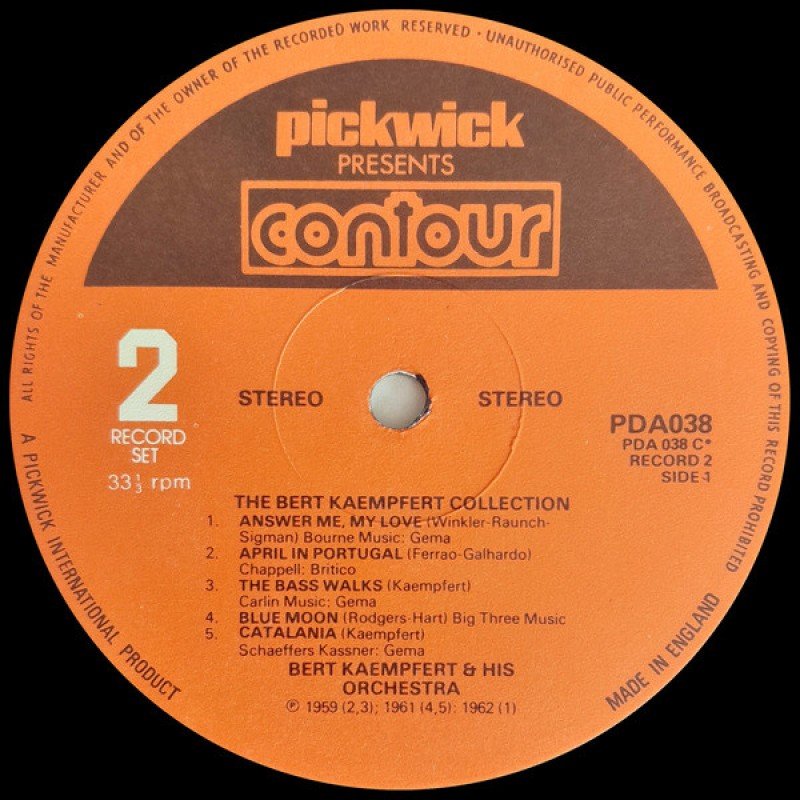 ALL RIGHTS OF THE MANUFACTURER AND OF THE OWNER OF THE RECORDED WORK RESERVED · UNAUTHORISED PUBLIC PERFORMANCE BROADCASTING AND COPYING OF THIS RECORD PROHIBITED
pickwick
PRESENTS
contour
2
RECORD
SET
33 1/3 rpm
STEREO
STEREO
PDA038
PDA 038 C*
RECORD 2
SIDE 1
THE BERT KAEMPFERT COLLECTION
1. ANSWER ME, MY LOVE (Winkler-Raunch-
Sigman) Bourne Music: Gema
2. APRIL IN PORTUGAL (Ferrao-Galhardo)
Chappell: Britico
3. THE BASS WALKS (Kaempfert)
Carlin Music: Gema
4. BLUE MOON (Rodgers-Hart) Big Three Music
5. CATALANIA (Kaempfert)
Schaeffers Kassner: Gema
BERT KAEMPFERT & HIS
ORCHESTRA
℗ 1959 (2,3); 1961 (4,5): 1962 (1)
A PICKWICK INTERNATIONAL PRODUCT
MADE IN ENGLAND